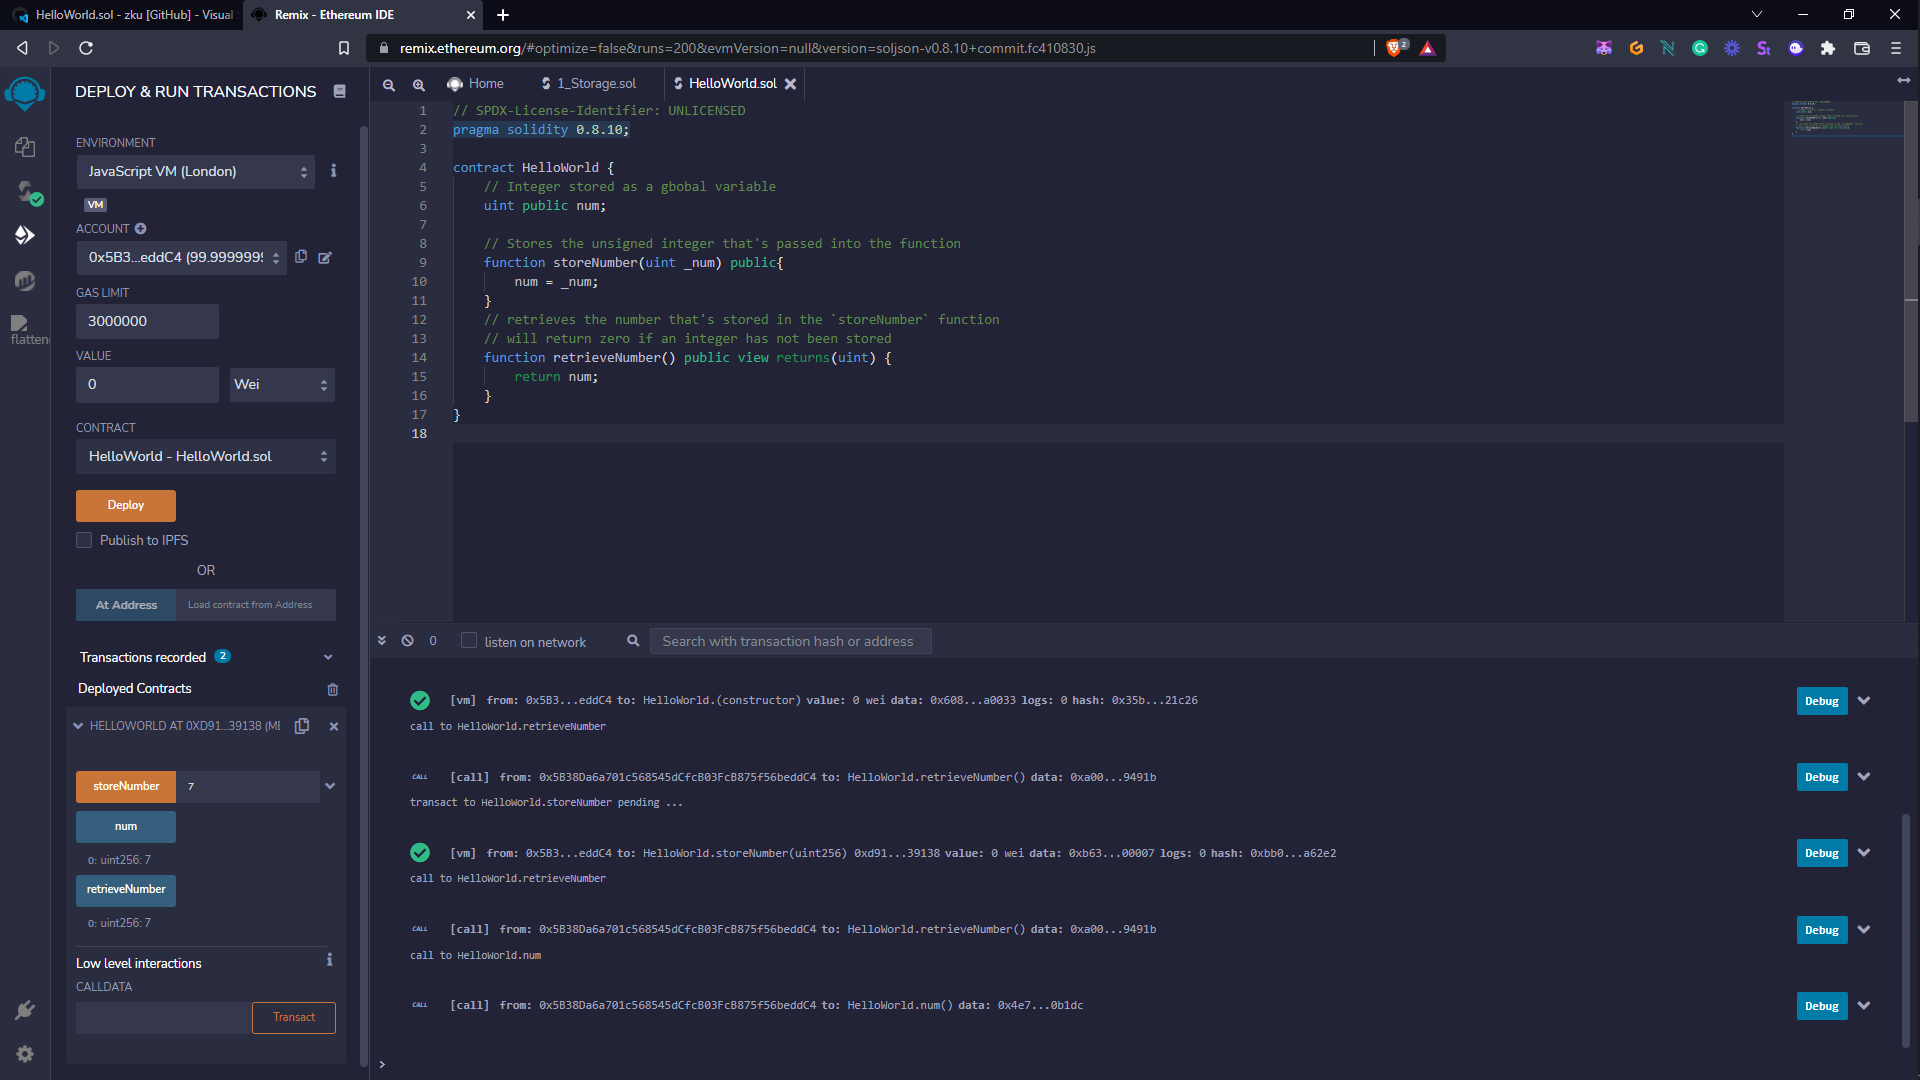 HelloWorld.sol - zku [GitHub] - Visual
Remix - Ethereum IDE
remix.ethereum.org/#optimize=false&runs=200&evmVersion=null&version=soljson-v0.8.10+commit.fc410830.js
2
DEPLOY & RUN TRANSACTIONS
ENVIRONMENT
JavaScript VM (London)
VM
ACCOUNT
0x5B3...eddC4 (99.9999999
GAS LIMIT
3000000
VALUE
0
Wei
CONTRACT
HelloWorld - HelloWorld.sol
Deploy
Publish to IPFS
OR
At Address
Load contract from Address
Transactions recorded 2
Deployed Contracts
HELLOWORLD AT 0XD91...39138 (ME
storeNumber
7
num
0: uint256: 7
retrieveNumber
0: uint256: 7
Low level interactions
CALLDATA
Transact
flatten
Home
1_Storage.sol
HelloWorld.sol
1 // SPDX-License-Identifier: UNLICENSED
2 pragma solidity 0.8.10;
3
4 contract HelloWorld {
5 // Integer stored as a gbobal variable
6 uint public num;
7
8 // Stores the unsigned integer that's passed into the function
9 function storeNumber(uint _num) public{
10 num = _num;
11 }
12 // retrieves the number that's stored in the `storeNumber` function
13 // will return zero if an integer has not been stored
14 function retrieveNumber() public view returns(uint) {
15 return num;
16 }
17 }
18
0
listen on network
Search with transaction hash or address
[vm] from: 0x5B3...eddC4 to: HelloWorld.(constructor) value: 0 wei data: 0x608...a0033 logs: 0 hash: 0x35b...21c26
Debug
call to HelloWorld.retrieveNumber
CALL [call] from: 0x5B38Da6a701c568545dCfcB03FcB875f56beddC4 to: HelloWorld.retrieveNumber() data: 0xa00...9491b
Debug
transact to HelloWorld.storeNumber pending ...
[vm] from: 0x5B3...eddC4 to: HelloWorld.storeNumber(uint256) 0xd91...39138 value: 0 wei data: 0xb63...00007 logs: 0 hash: 0xbb0...a62e2
Debug
call to HelloWorld.retrieveNumber
CALL [call] from: 0x5B38Da6a701c568545dCfcB03FcB875f56beddC4 to: HelloWorld.retrieveNumber() data: 0xa00...9491b
Debug
call to HelloWorld.num
CALL [call] from: 0x5B38Da6a701c568545dCfcB03FcB875f56beddC4 to: HelloWorld.num() data: 0x4e7...0b1dc
Debug
>